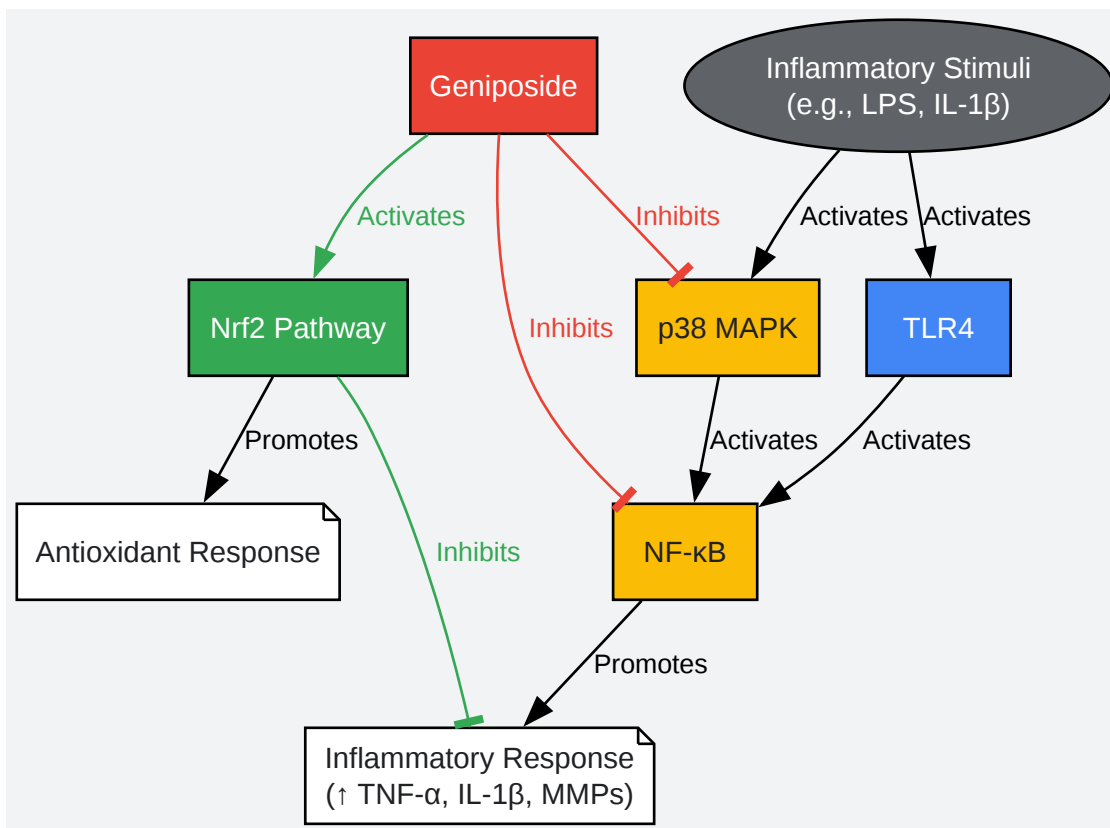 Geniposide
Inflammatory Stimuli
(e.g., LPS, IL-1β)
Activates
Inhibits
Activates
Activates
Nrf2 Pathway
Inhibits
p38 MAPK
TLR4
Promotes
Activates
Activates
Antioxidant Response
Inhibits
NF-κB
Promotes
Inflammatory Response
(↑ TNF-α, IL-1β, MMPs)